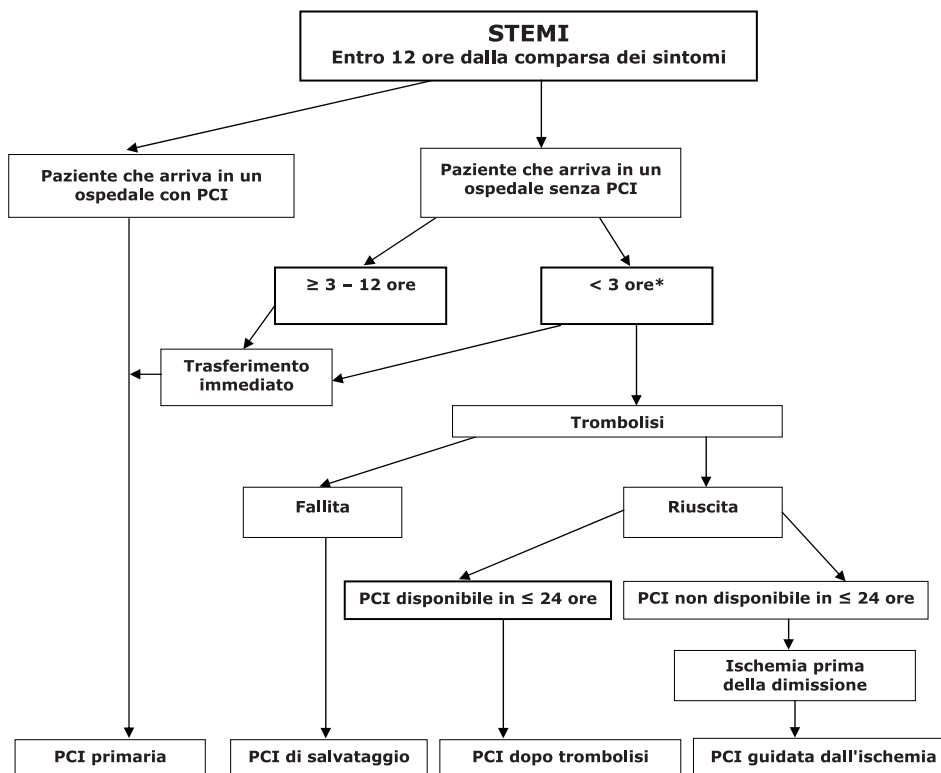 STEMI
Entro 12 ore dalla comparsa dei sintomi
Paziente che arriva in un
ospedale con PCI
Paziente che arriva in un
ospedale senza PCI
≥ 3 – 12 ore
< 3 ore*
Trasferimento
immediato
Trombolisi
Fallita
Riuscita
PCI disponibile in ≤ 24 ore
PCI non disponibile in ≤ 24 ore
Ischemia prima
della dimissione
PCI primaria
PCI di salvataggio
PCI dopo trombolisi
PCI guidata dall'ischemia